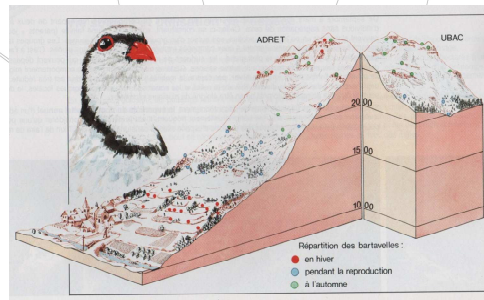 ADRET
UBAC
2000
1500
1000
Répartition des bartavelles :
en hiver
pendant la reproduction
à l'automne